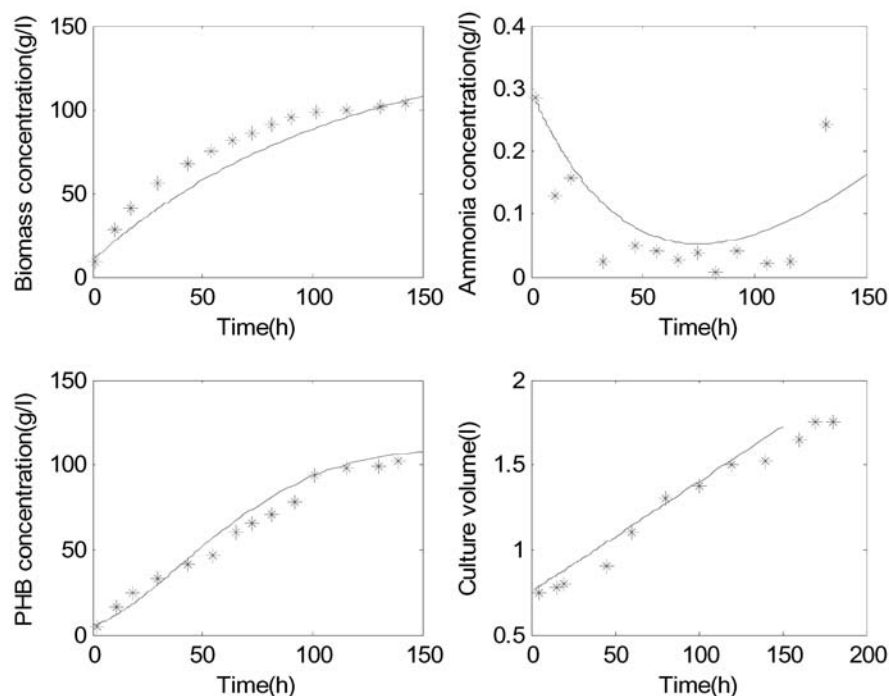 Biomass concentration(g/l)
150
100
50
0
0 50 100 150
Time(h)
Ammonia concentration(g/l)
0.4
0.3
0.2
0.1
0
0 50 100 150
Time(h)
PHB concentration(g/l)
150
100
50
0
0 50 100 150
Time(h)
Culture volume(l)
2
1.5
1
0.5
0 50 100 150 200
Time(h)